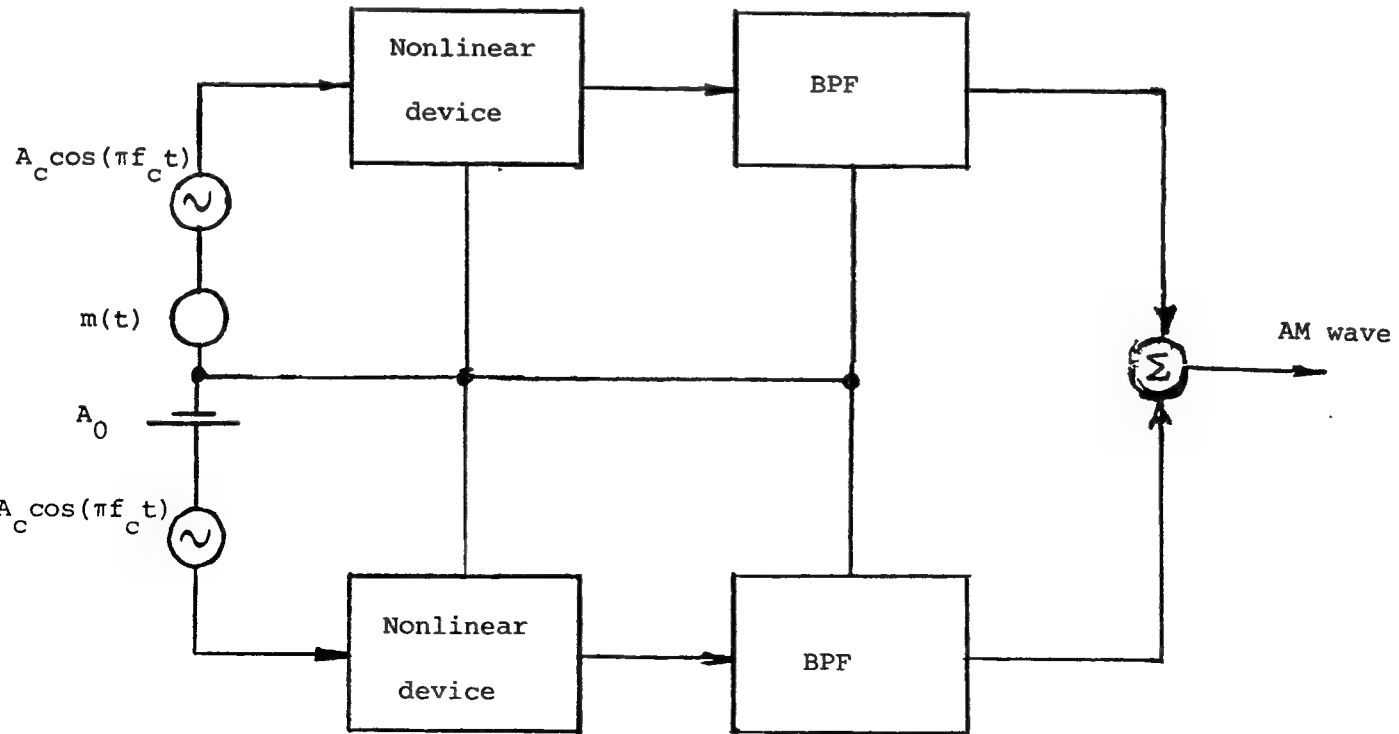 Nonlinear
device
BPF
A_c cos(πf_c t)
m(t)
AM wave
Σ
A_0
A_c cos(πf_c t)
Nonlinear
device
BPF